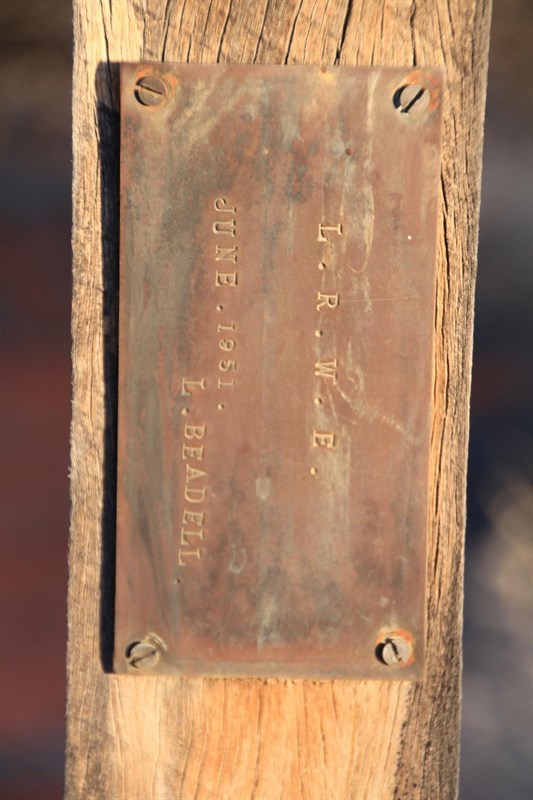 L. R. W. E.
JUNE. 1951.
L. BEADELL.